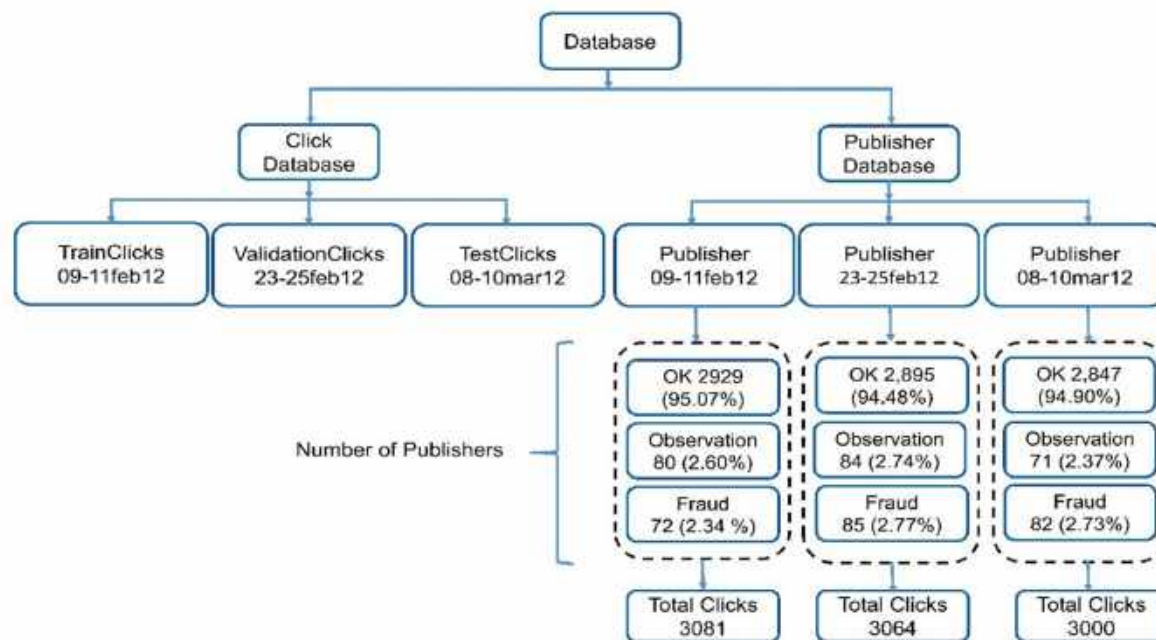 Database
Click
Database
Publisher
Database
TrainClicks
09-11feb12
ValidationClicks
23-25feb12
TestClicks
08-10mar12
Publisher
09-11feb12
Publisher
23-25feb12
Publisher
08-10mar12
Number of Publishers
OK 2929
(95.07%)
Observation
80 (2.60%)
Fraud
72 (2.34 %)
OK 2,895
(94.48%)
Observation
84 (2.74%)
Fraud
85 (2.77%)
OK 2,847
(94.90%)
Observation
71 (2.37%)
Fraud
82 (2.73%)
Total Clicks
3081
Total Clicks
3064
Total Clicks
3000